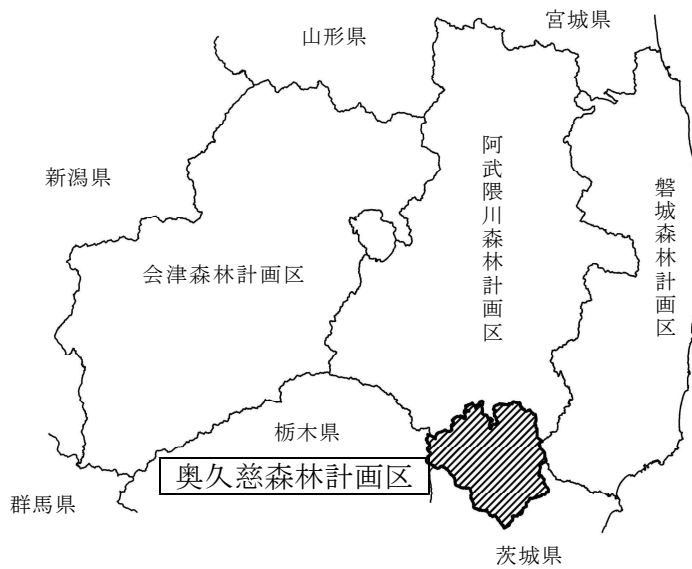 宮城県
山形県
新潟県
阿武隈川森林計画区
磐城森林計画区
会津森林計画区
栃木県
奥久慈森林計画区
群馬県
茨城県